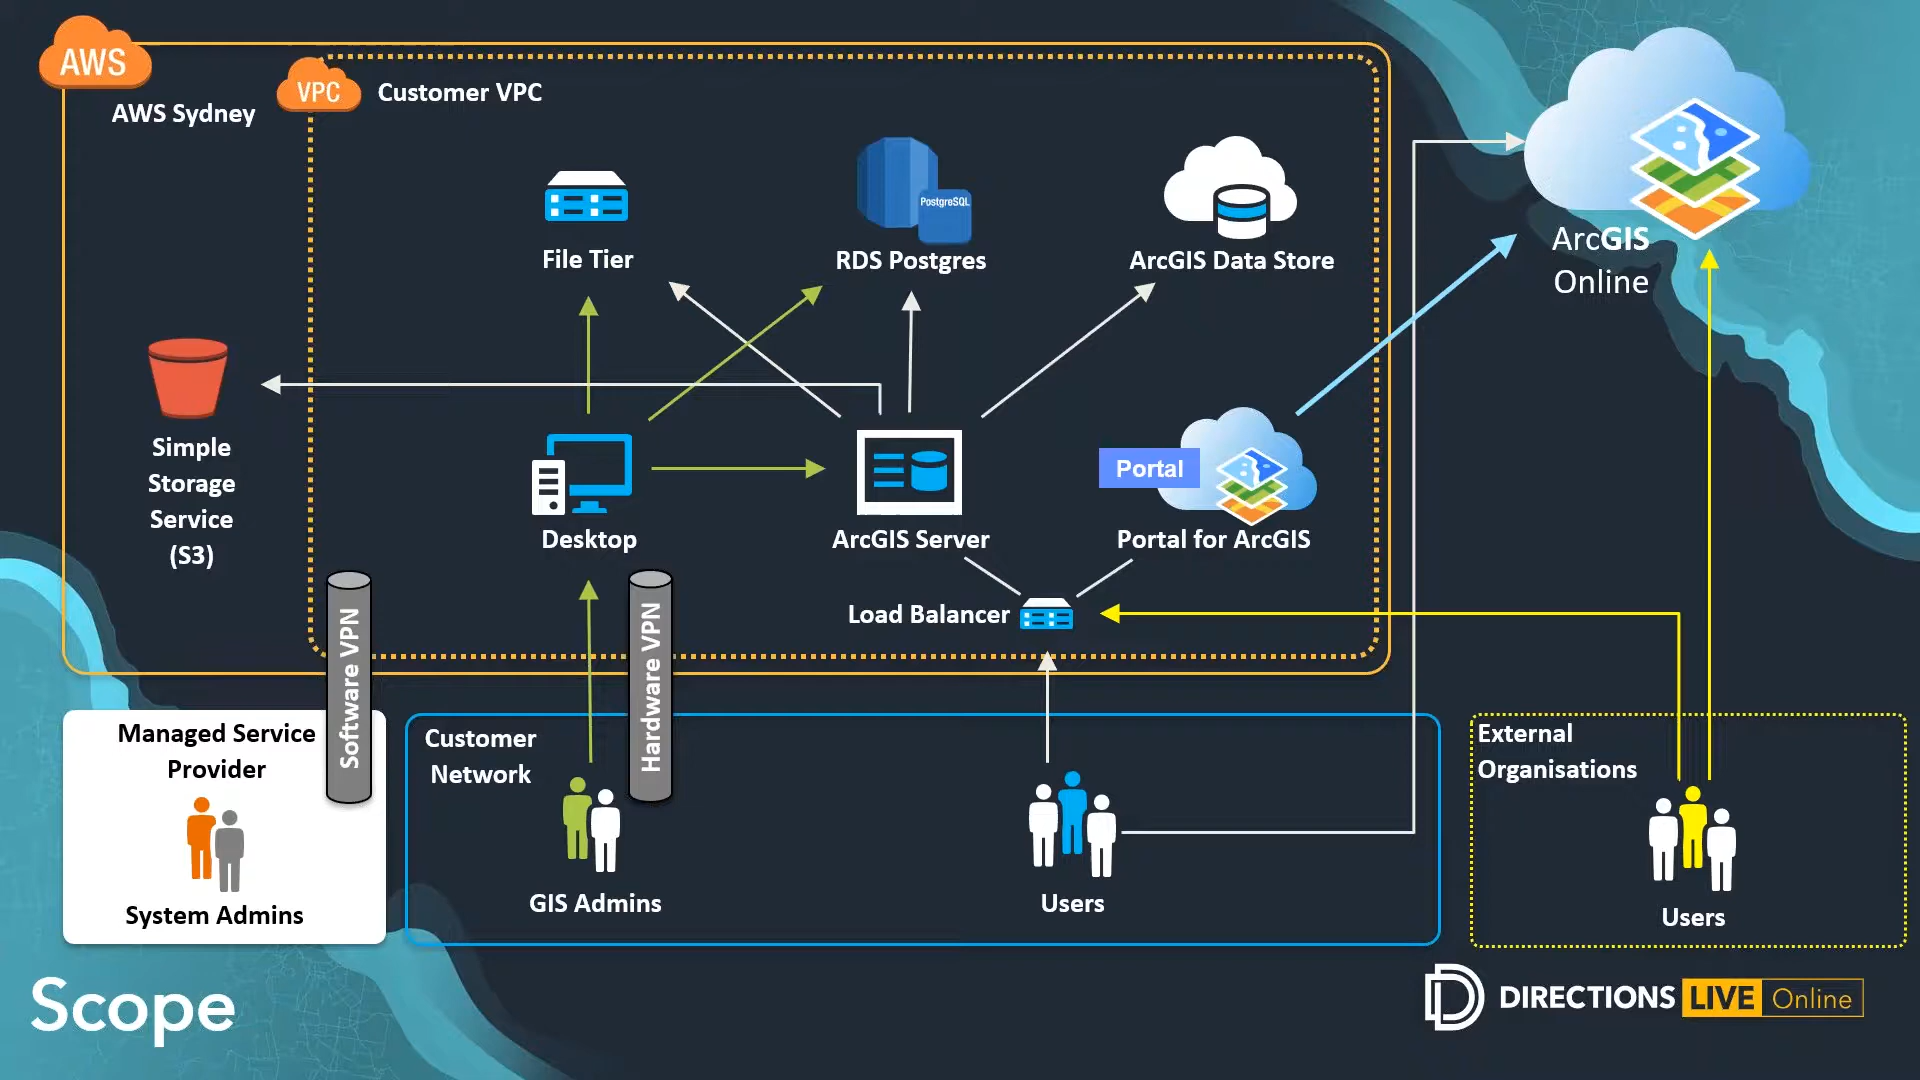 AWS
AWS Sydney
VPC
Customer VPC
File Tier
PostgreSQL
RDS Postgres
ArcGIS Data Store
ArcGIS
Online
Simple
Storage
Service
(S3)
Desktop
ArcGIS Server
Portal
Portal for ArcGIS
Load Balancer
Software VPN
Hardware VPN
Managed Service
Provider
System Admins
Customer
Network
GIS Admins
Users
External
Organisations
Users
Scope
DIRECTIONS LIVE Online